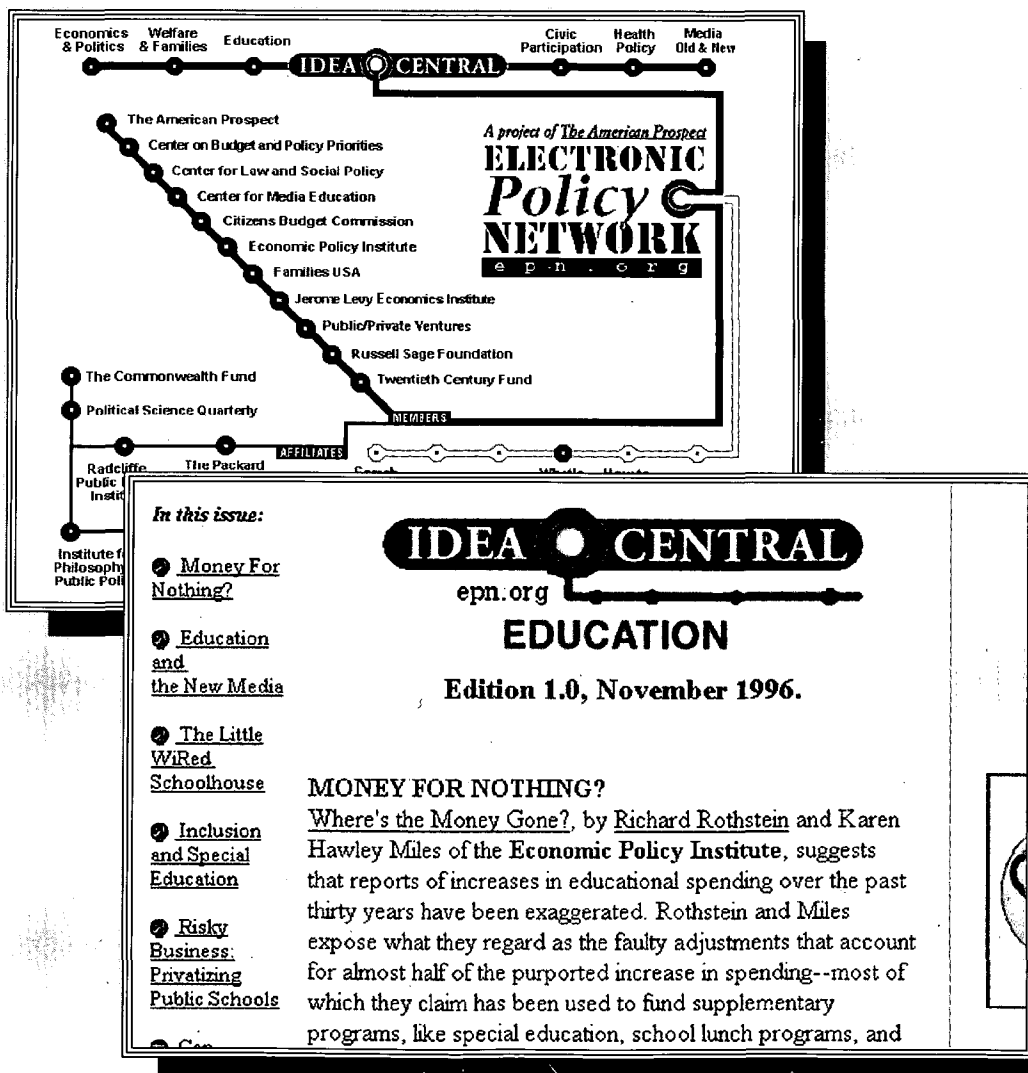 Economics
& Politics
Welfare
& Families
Education
IDEA CENTRAL
Civic
Participation
Health
Policy
Media
Old & New
The American Prospect
Center on Budget and Policy Priorities
Center for Law and Social Policy
Center for Media Education
Citizens Budget Commission
Economic Policy Institute
Families USA
Jerome Levy Economics Institute
Public/Private Ventures
Russell Sage Foundation
Twentieth Century Fund
MEMBERS
A project of The American Prospect
ELECTRONIC
Policy
NETWORK
epn.org
The Commonwealth Fund
Political Science Quarterly
AFFILIATES
Radcliffe
Public
The Packard
Institute
Philosophy
In this issue:
Money For
Nothing?
Education
and
the New Media
The Little
WiRed
Schoolhouse
Inclusion
and Special
Education
Risky
Business:
Privatizing
Public Schools
IDEA CENTRAL
epn.org
EDUCATION
Edition 1.0, November 1996.
MONEY FOR NOTHING?
Where's the Money Gone?, by Richard Rothstein and Karen
Hawley Miles of the Economic Policy Institute, suggests
that reports of increases in educational spending over the past
thirty years have been exaggerated. Rothstein and Miles
expose what they regard as the faulty adjustments that account
for almost half of the purported increase in spending--most of
which they claim has been used to fund supplementary
programs, like special education, school lunch programs, and